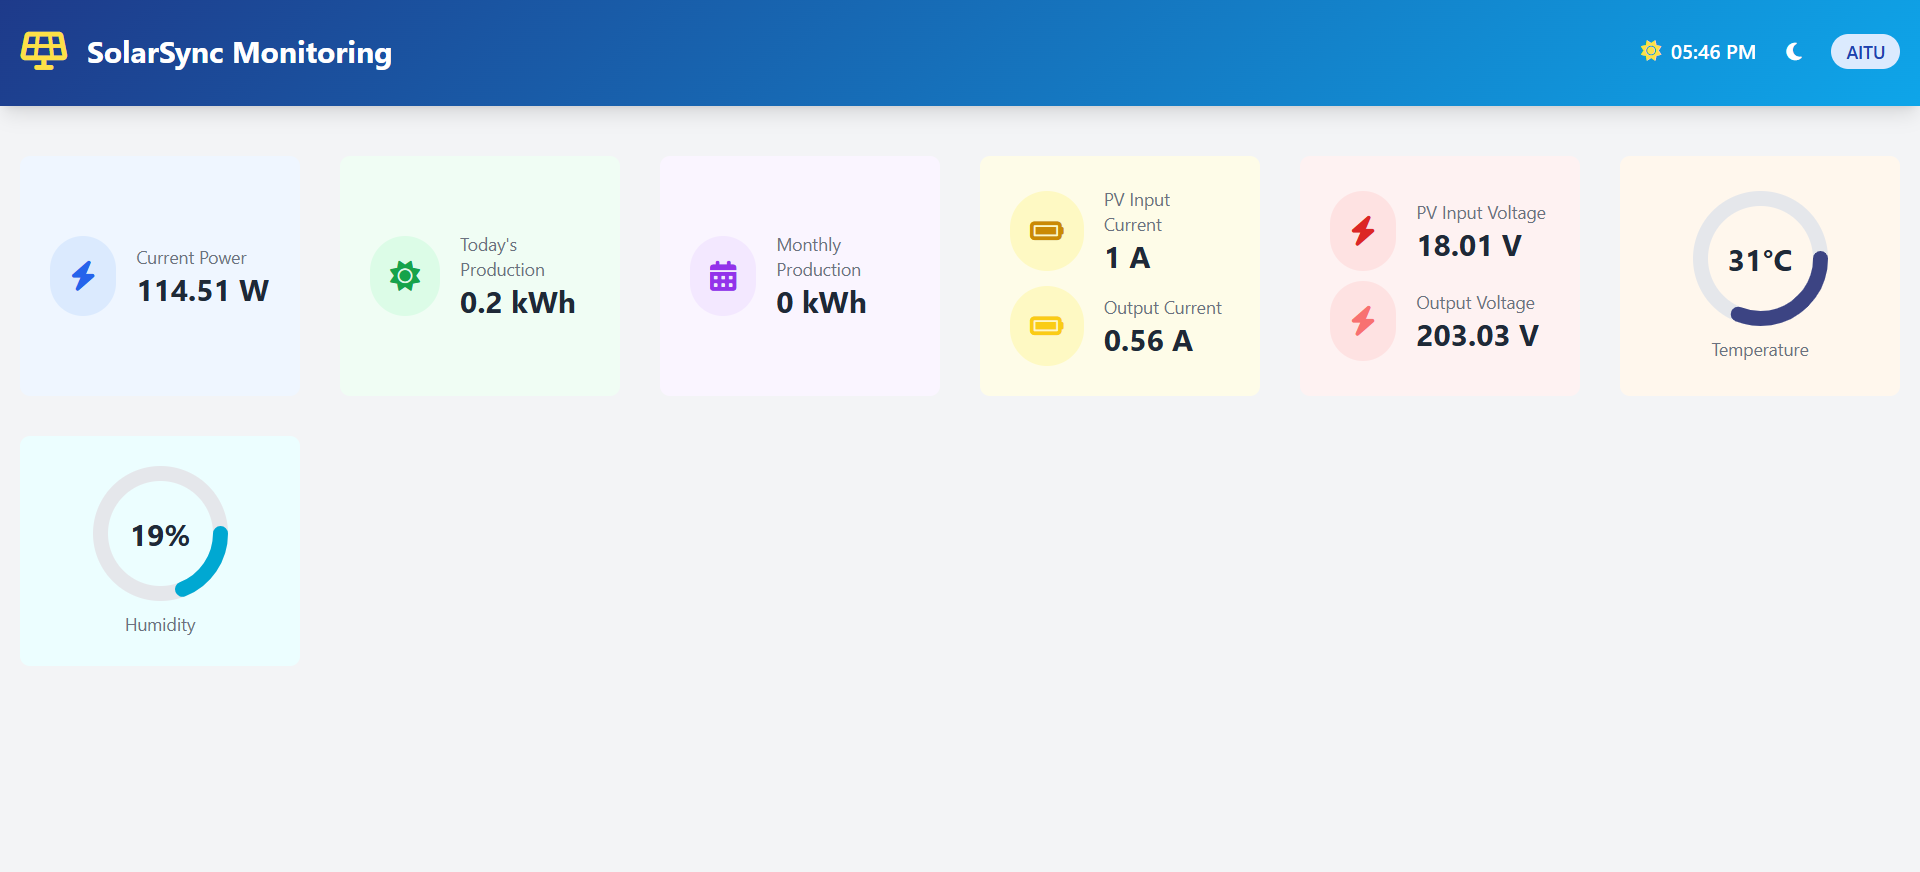 SolarSync Monitoring
05:46 PM
AITU
Current Power
114.51 W
Today's
Production
0.2 kWh
Monthly
Production
0 kWh
PV Input
Current
1 A
Output Current
0.56 A
PV Input Voltage
18.01 V
Output Voltage
203.03 V
31°C
Temperature
19%
Humidity